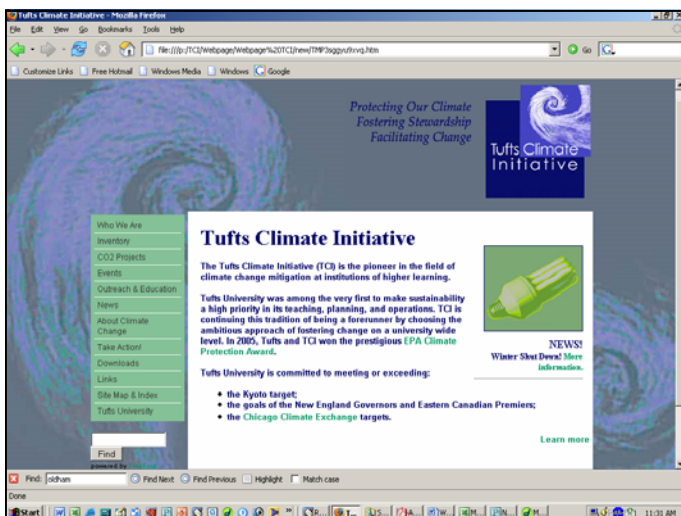 Tufts Climate Initiative - Mozilla Firefox
File Edit View Go Bookmarks Tools Help
Go
Customize Links Free Hotmail Windows Media Windows Google
Protecting Our Climate
Fostering Stewardship
Facilitating Change
Tufts Climate
Initiative
Who We Are
Inventory
CO2 Projects
Events
Outreach & Education
News
About Climate
Change
Take Action!
Downloads
Links
Site Map & Index
Tufts University
Find
powered by
Tufts Climate Initiative
The Tufts Climate Initiative (TCI) is the pioneer in the field of
climate change mitigation at institutions of higher learning.
Tufts University was among the very first to make sustainability
a high priority in its teaching, planning, and operations. TCI is
continuing this tradition of being a forerunner by choosing the
ambitious approach of fostering change on a university wide
level. In 2005, Tufts and TCI won the prestigious EPA Climate
Protection Award.
Tufts University is committed to meeting or exceeding:
the Kyoto target;
the goals of the New England Governors and Eastern Canadian Premiers;
the Chicago Climate Exchange targets.
Learn more
NEWS!
Winter Shut Down! More
information.
Find: oldham Find Next Find Previous Highlight Match case
Done
Start 11:31 AM